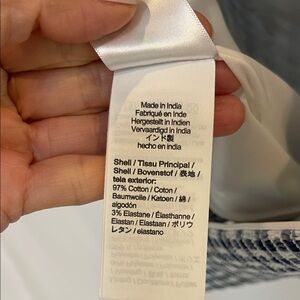 Made in India
Fabriqué en Inde
Hergestellt in Indien
Vervaardigd in India
インド製
hecho en india
Shell / Tissu Principal /
Shell / Bovenstof / 表地 /
tela exterior:
97% Cotton / Coton /
Baumwolle / Katoen / 綿 /
algodón
3% Elastane / Élasthanne /
Elastan / Elastaan / ポリウ
レタン / elastano